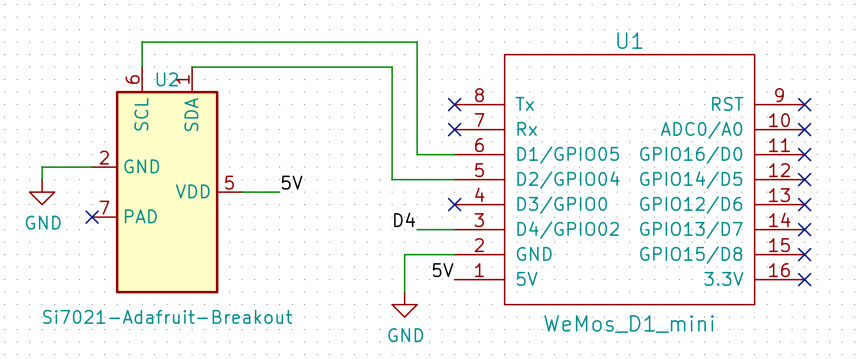 U1
6
U2
1
SCL
SDA
2
GND
GND
VDD
5
5V
7
PAD
Si7021-Adafruit-Breakout
8
Tx
RST
9
7
Rx
ADC0/A0
10
6
D1/GPIO05
GPIO16/D0
11
5
D2/GPIO04
GPIO14/D5
12
4
D3/GPIO0
GPIO12/D6
13
D4
3
D4/GPIO02
GPIO13/D7
14
2
GND
GPIO15/D8
15
5V
1
5V
3.3V
16
GND
WeMos_D1_mini